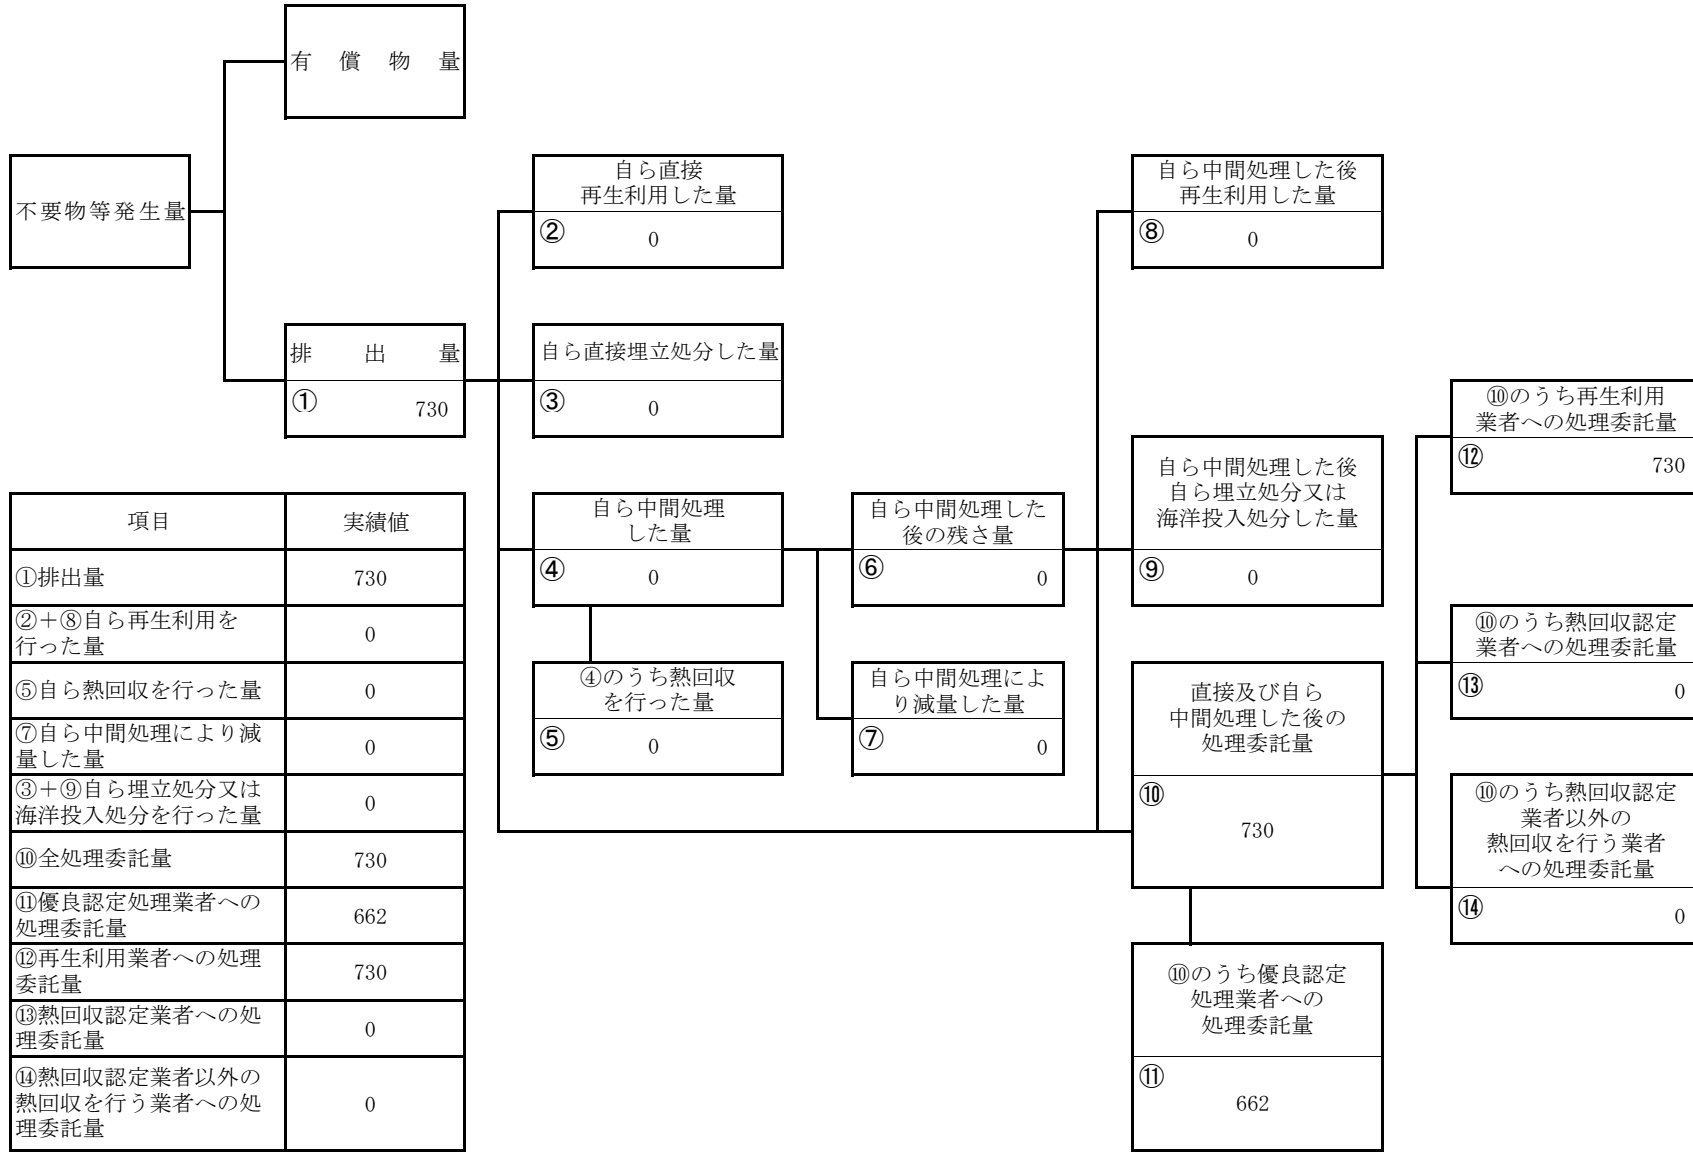 有償物量
不要物等発生量
排出量
①
730
自ら直接
再生利用した量
②
0
自ら直接埋立処分した量
③
0
自ら中間処理
した量
④
0
④のうち熱回収
を行った量
⑤
0
自ら中間処理した
後の残さ量
⑥
0
自ら中間処理によ
り減量した量
⑦
0
自ら中間処理した後
再生利用した量
⑧
0
自ら中間処理した後
自ら埋立処分又は
海洋投入処分した量
⑨
0
直接及び自ら
中間処理した後の
処理委託量
⑩
730
⑩のうち優良認定
処理業者への
処理委託量
⑪
662
⑩のうち再生利用
業者への処理委託量
⑫
730
⑩のうち熱回収認定
業者への処理委託量
⑬
0
⑩のうち熱回収認定
業者以外の
熱回収を行う業者
への処理委託量
⑭
0
項目
実績値
①排出量
730
②＋⑧自ら再生利用を
行った量
0
⑤自ら熱回収を行った量
0
⑦自ら中間処理により減
量した量
0
③＋⑨自ら埋立処分又は
海洋投入処分を行った量
0
⑩全処理委託量
730
⑪優良認定処理業者への
処理委託量
662
⑫再生利用業者への処理
委託量
730
⑬熱回収認定業者への処
理委託量
0
⑭熱回収認定業者以外の
熱回収を行う業者への処
理委託量
0